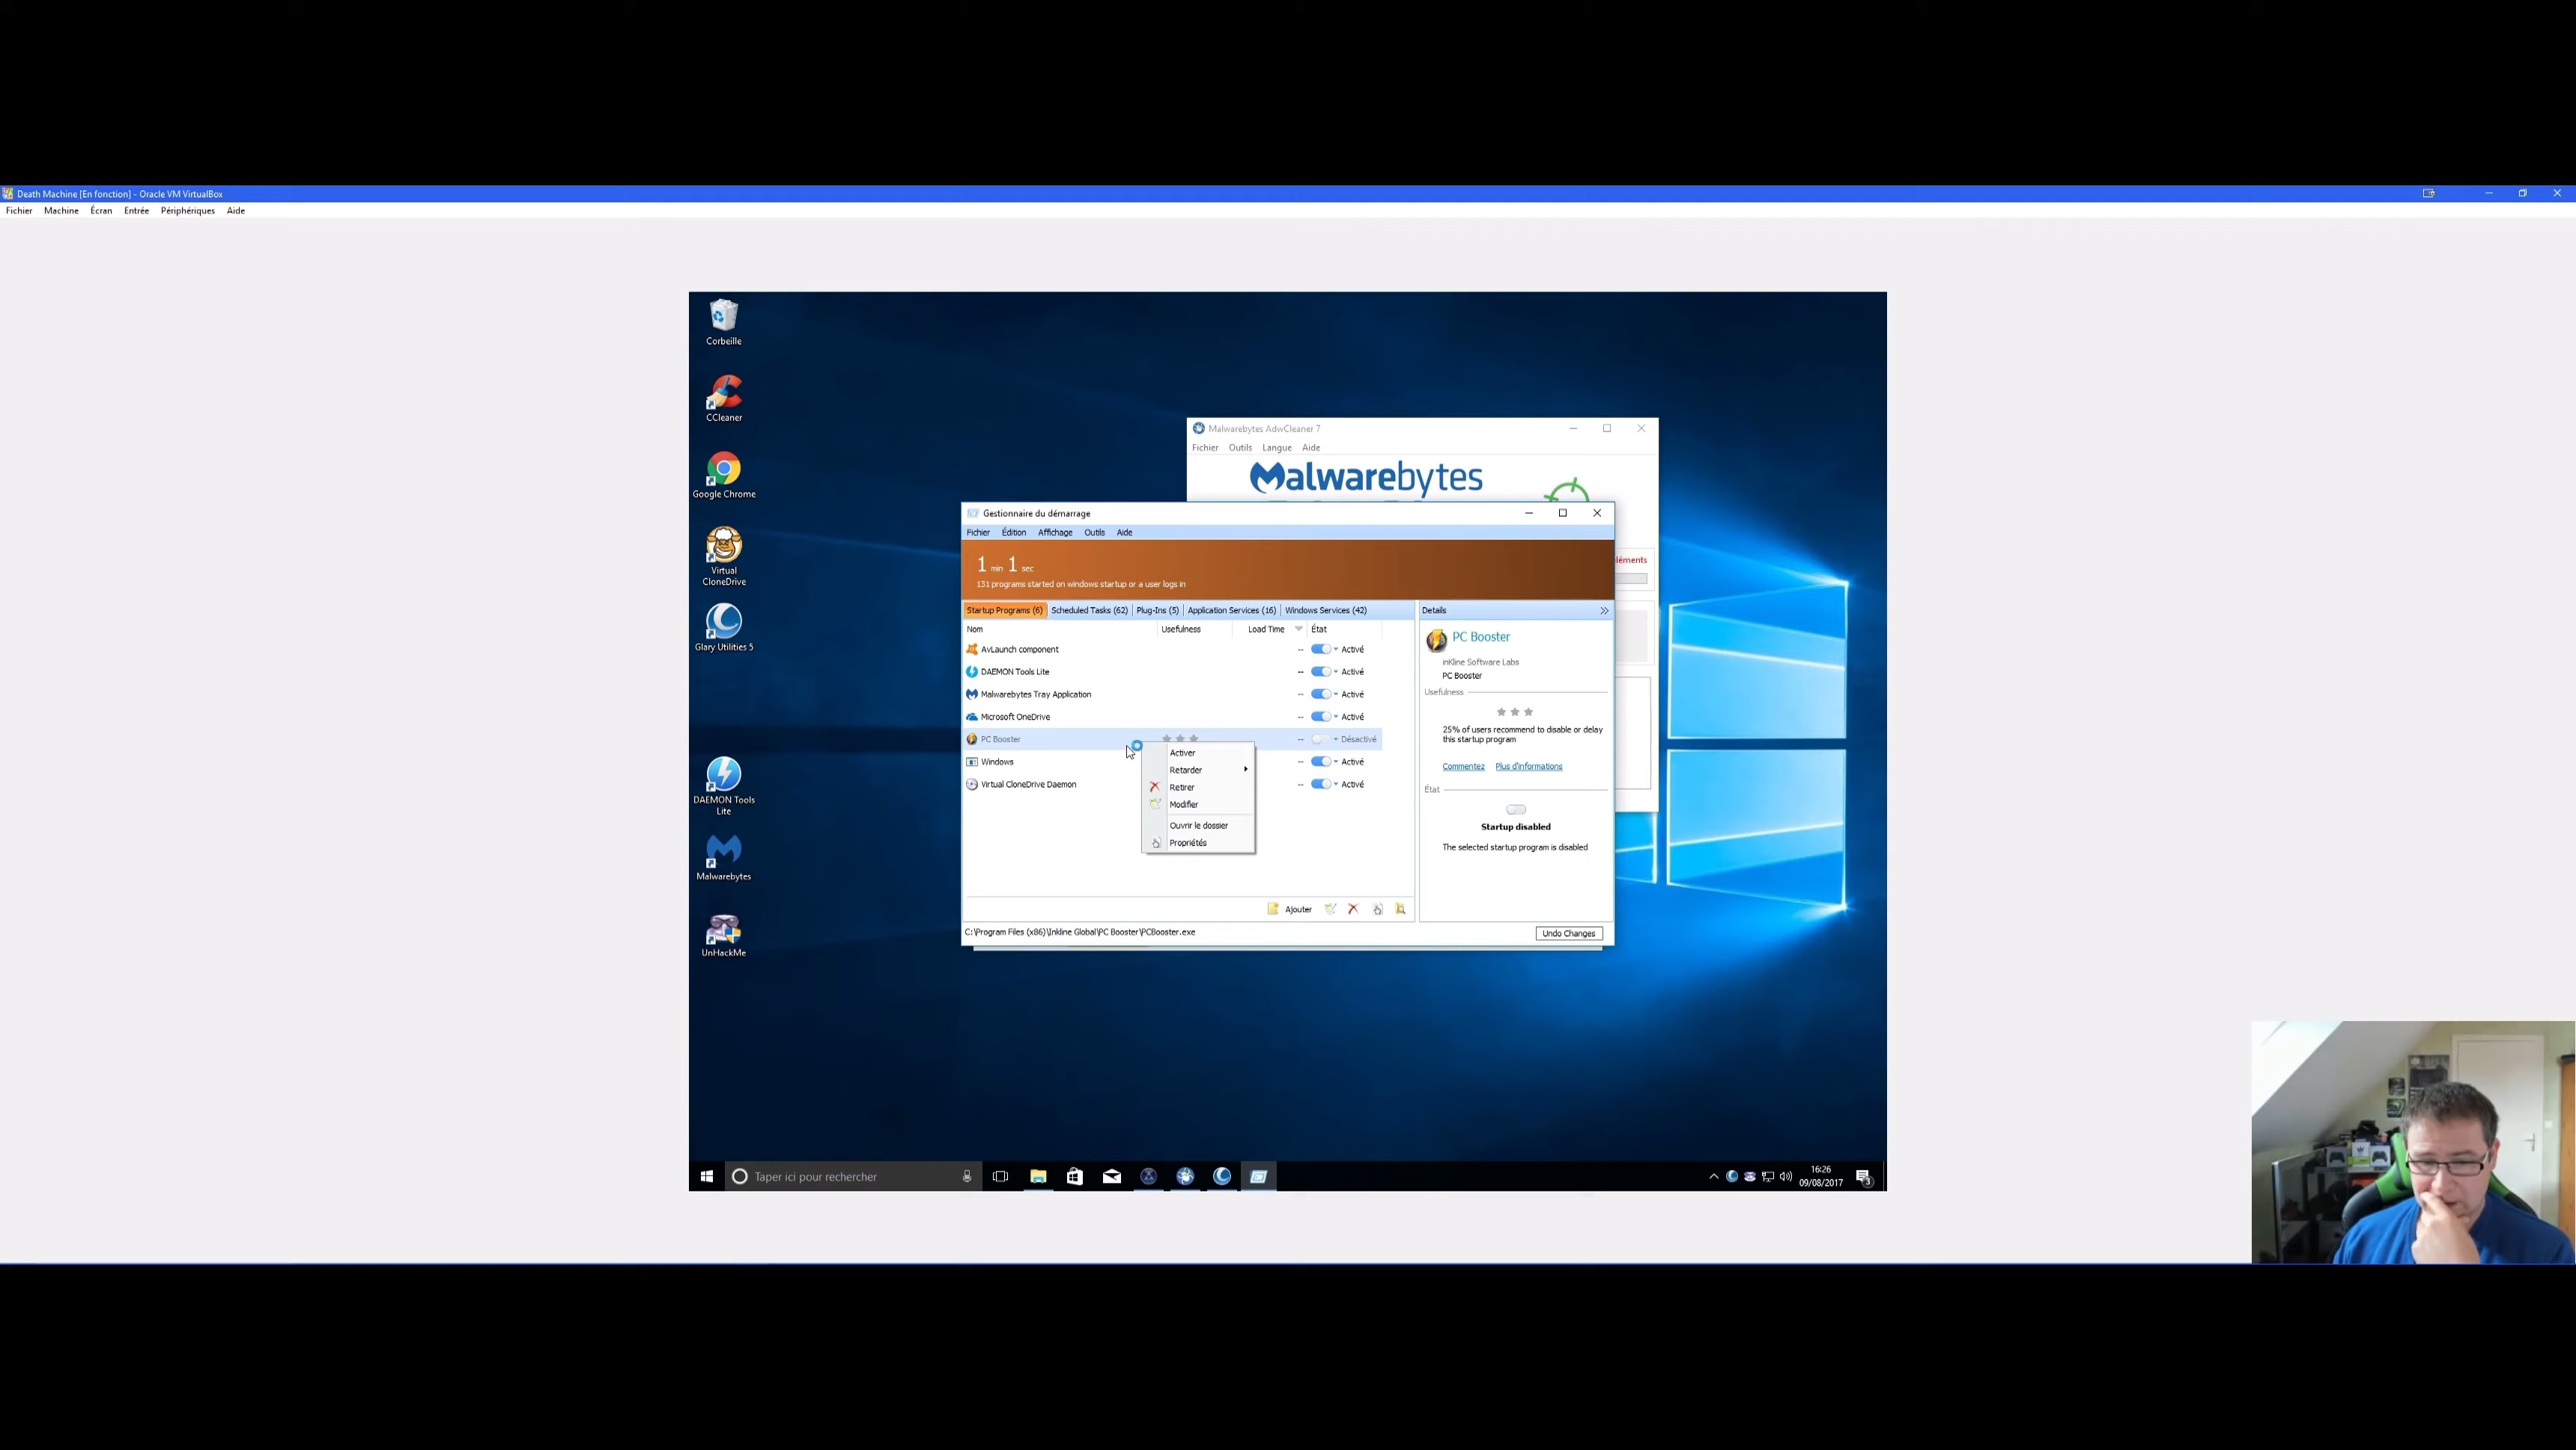 Death Machine [En fonction] - Oracle VM VirtualBox
Fichier Machine Écran Entrée Périphériques Aide
Corbeille
CCleaner
Google Chrome
Virtual
CloneDrive
Glary Utilities 5
DAEMON Tools
Lite
Malwarebytes
UnHackMe
Malwarebytes AdwCleaner 7
Fichier Outils Langue Aide
Malwarebytes
léments
Gestionnaire du démarrage
Fichier Édition Affichage Outils Aide
1 min 1 sec
131 programs started on windows startup or a user logs in
Startup Programs (6) Scheduled Tasks (62) Plug-Ins (5) Application Services (16) Windows Services (42)
Nom Usefulness Load Time État
AvLaunch component -- Activé
DAEMON Tools Lite -- Activé
Malwarebytes Tray Application -- Activé
Microsoft OneDrive -- Activé
PC Booster -- Désactivé
Windows -- Activé
Virtual CloneDrive Daemon -- Activé
Activer
Retarder
Retirer
Modifier
Ouvrir le dossier
Propriétés
Ajouter
Details
PC Booster
inKline Software Labs
PC Booster
Usefulness
25% of users recommend to disable or delay
this startup program
Commentez Plus d'informations
État
Startup disabled
The selected startup program is disabled
C:\Program Files (x86)\Inkline Global\PC Booster\PCBooster.exe
Undo Changes
Taper ici pour rechercher
16:26
09/08/2017
3